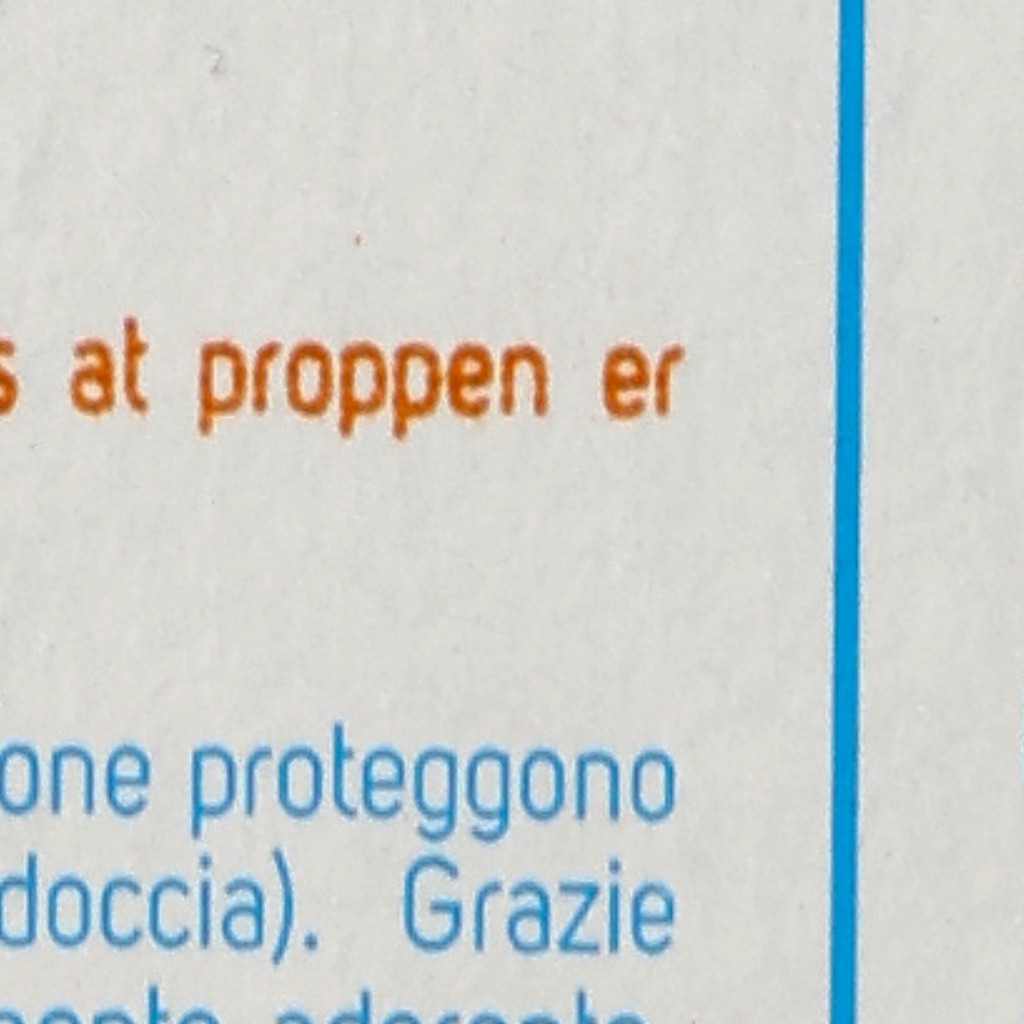 at proppen er
one proteggono
doccia). Grazie